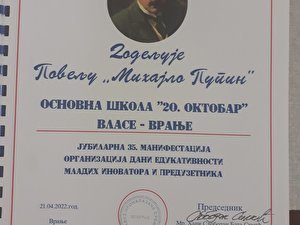 Додељује
Повељу „Михајло Пупин”
ОСНОВНА ШКОЛА "20. ОКТОБАР"
ВЛАСЕ - ВРАЊЕ
ЈУБИЛАРНА 35. МАНИФЕСТАЦИЈА
ОРГАНИЗАЦИЈА ДАНИ ЕДУКАТИВНОСТИ
МЛАДИХ ИНОВАТОРА И ПРЕДУЗЕТНИКА
21.04.2022.год.
Председник
Врање